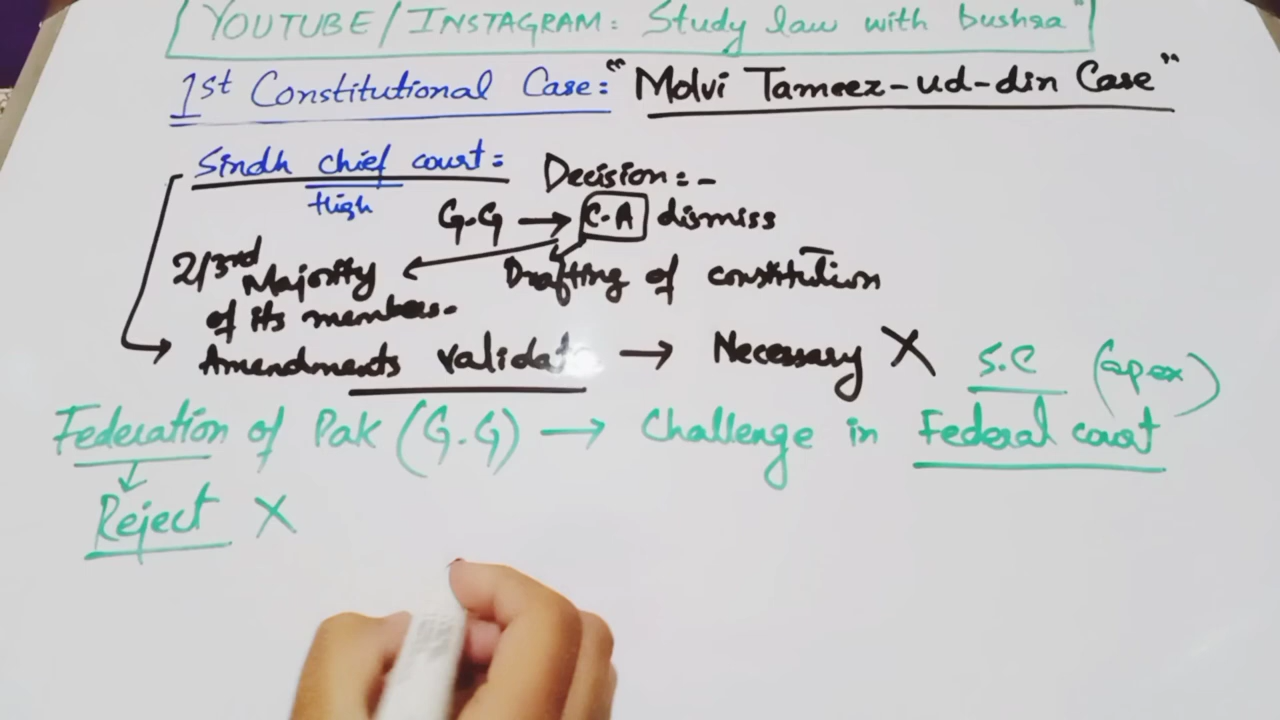 YOUTUBE/INSTAGRAM: Study law with bushra"
1st Constitutional Case: "Molvi Tameez-ud-din Case"
Sindh chief court:
High
Decision:-
G.G → C.A dismiss
2/3rd Majority of its members.
Drafting of constitution
Amendments validat → Necessary X
S.C (apex)
Federation of Pak (G.G) → Challenge in Federal court
Reject X